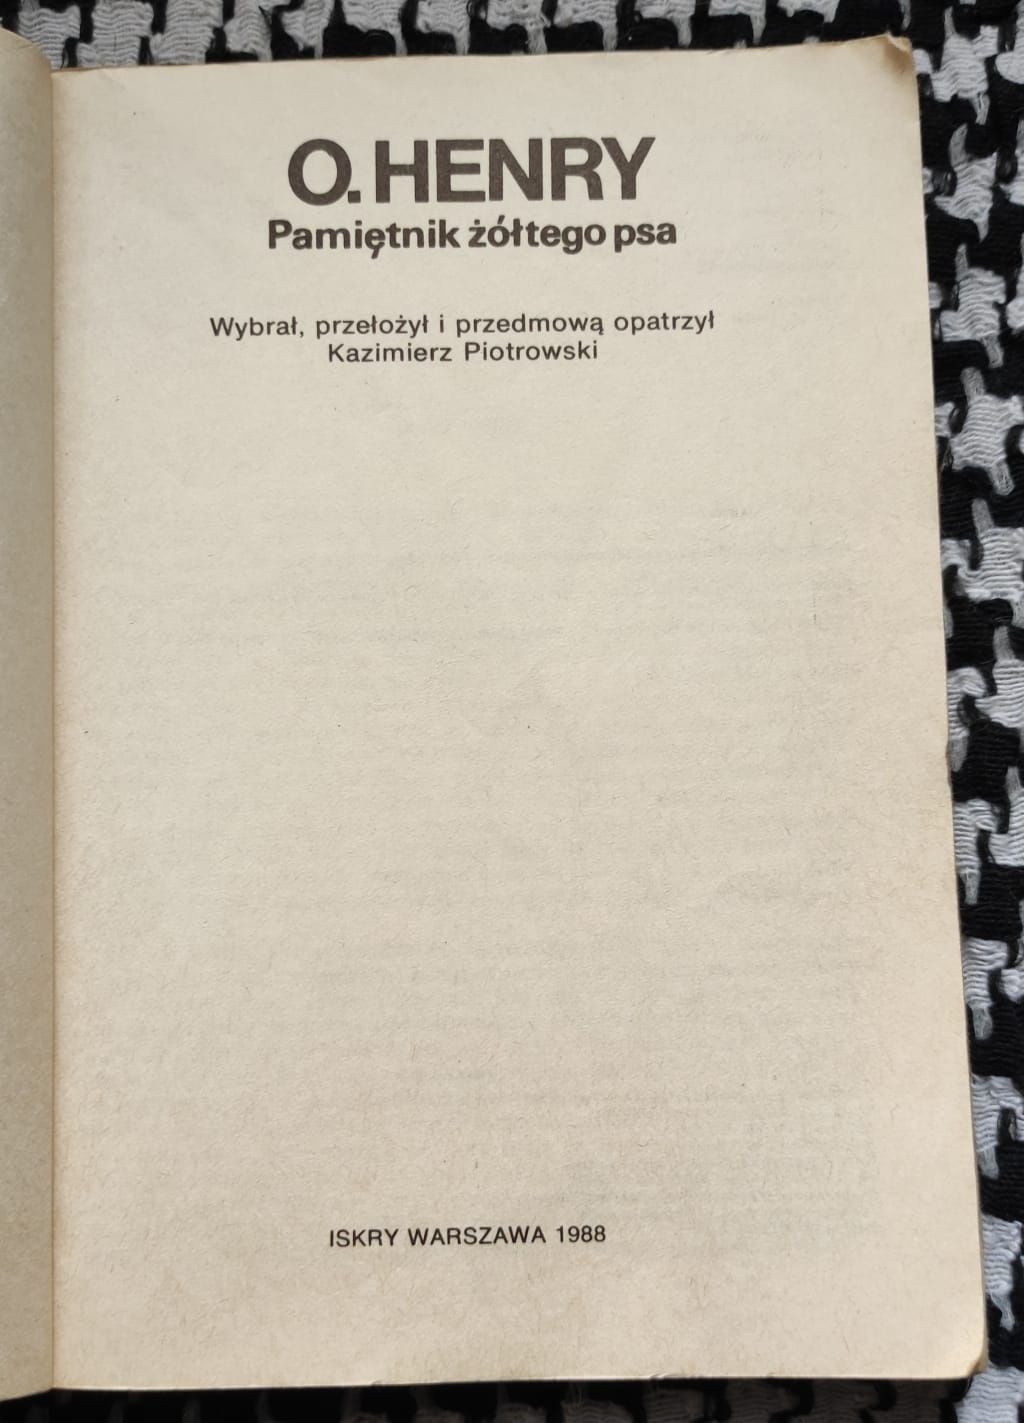 O. HENRY
Pamiętnik żółtego psa
Wybrał, przełożył i przedmową opatrzył
Kazimierz Piotrowski
ISKRY WARSZAWA 1988